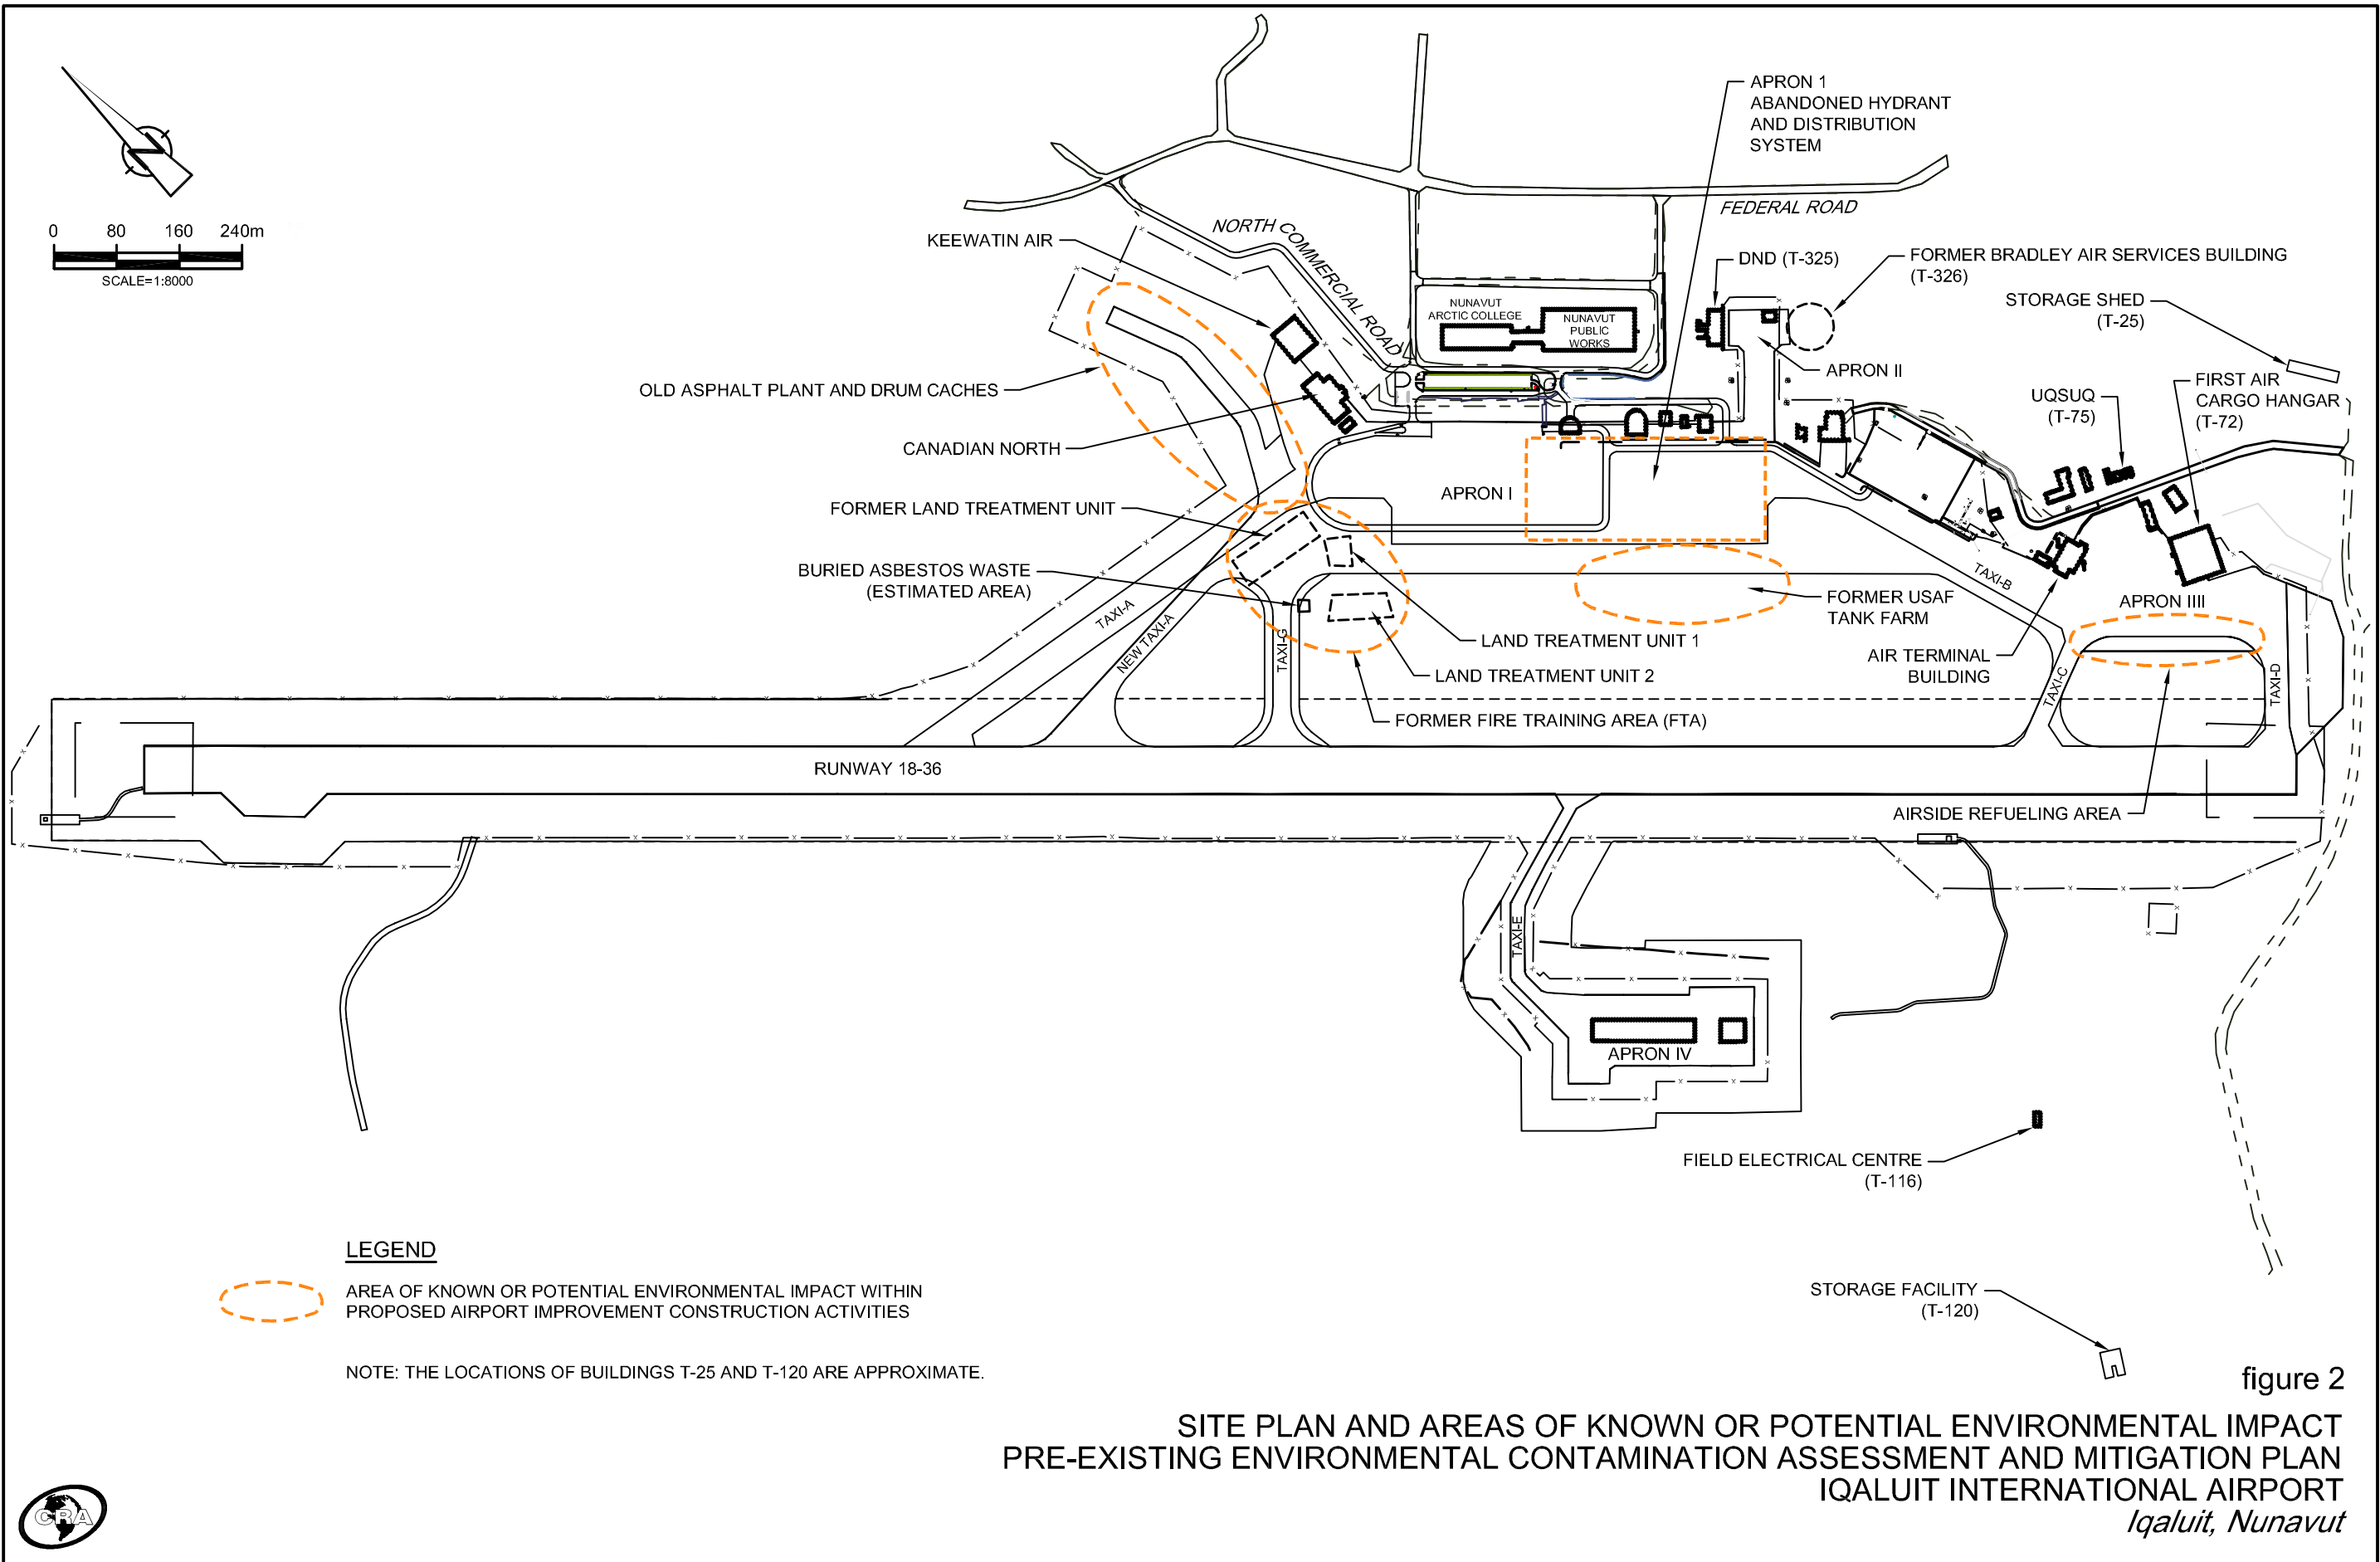 APRON 1
ABANDONED HYDRANT
AND DISTRIBUTION
SYSTEM
N
0 80 160 240m
SCALE=1:8000
FEDERAL ROAD
NORTH COMMERCIAL ROAD
KEEWATIN AIR
DND (T-325)
FORMER BRADLEY AIR SERVICES BUILDING
(T-326)
STORAGE SHED
(T-25)
NUNAVUT
ARCTIC COLLEGE
NUNAVUT
PUBLIC
WORKS
APRON II
OLD ASPHALT PLANT AND DRUM CACHES
UQSUQ
(T-75)
FIRST AIR
CARGO HANGAR
(T-72)
CANADIAN NORTH
APRON I
FORMER LAND TREATMENT UNIT
BURIED ASBESTOS WASTE
(ESTIMATED AREA)
TAXI-B
FORMER USAF
TANK FARM
APRON IIII
TAXI-A
NEW TAXI-A
TAXI-G
LAND TREATMENT UNIT 1
AIR TERMINAL
BUILDING
LAND TREATMENT UNIT 2
TAXI-C
TAXI-D
FORMER FIRE TRAINING AREA (FTA)
RUNWAY 18-36
AIRSIDE REFUELING AREA
TAXI-E
APRON IV
FIELD ELECTRICAL CENTRE
(T-116)
LEGEND
AREA OF KNOWN OR POTENTIAL ENVIRONMENTAL IMPACT WITHIN
PROPOSED AIRPORT IMPROVEMENT CONSTRUCTION ACTIVITIES
STORAGE FACILITY
(T-120)
NOTE: THE LOCATIONS OF BUILDINGS T-25 AND T-120 ARE APPROXIMATE.
figure 2
SITE PLAN AND AREAS OF KNOWN OR POTENTIAL ENVIRONMENTAL IMPACT
PRE-EXISTING ENVIRONMENTAL CONTAMINATION ASSESSMENT AND MITIGATION PLAN
IQALUIT INTERNATIONAL AIRPORT
Iqaluit, Nunavut
CRA